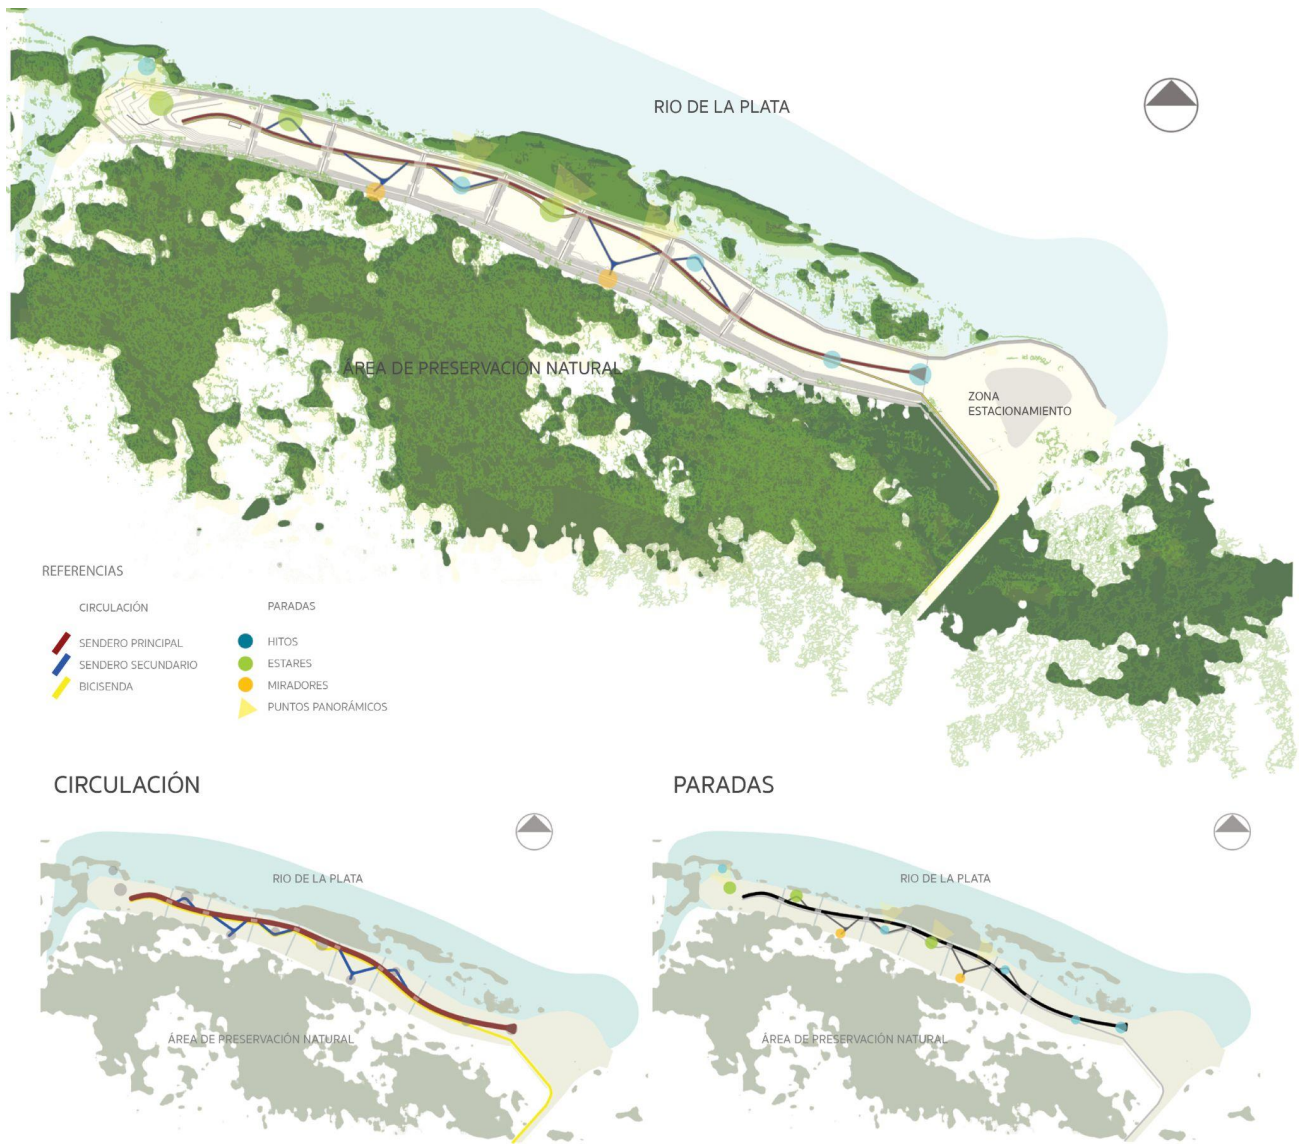 RIO DE LA PLATA
ÁREA DE PRESERVACIÓN NATURAL
ZONA
ESTACIONAMIENTO
REFERENCIAS
CIRCULACIÓN
SENDERO PRINCIPAL
SENDERO SECUNDARIO
BICISENDA
PARADAS
HITOS
ESTARES
MIRADORES
PUNTOS PANORÁMICOS
CIRCULACIÓN
RIO DE LA PLATA
ÁREA DE PRESERVACIÓN NATURAL
PARADAS
RIO DE LA PLATA
ÁREA DE PRESERVACIÓN NATURAL